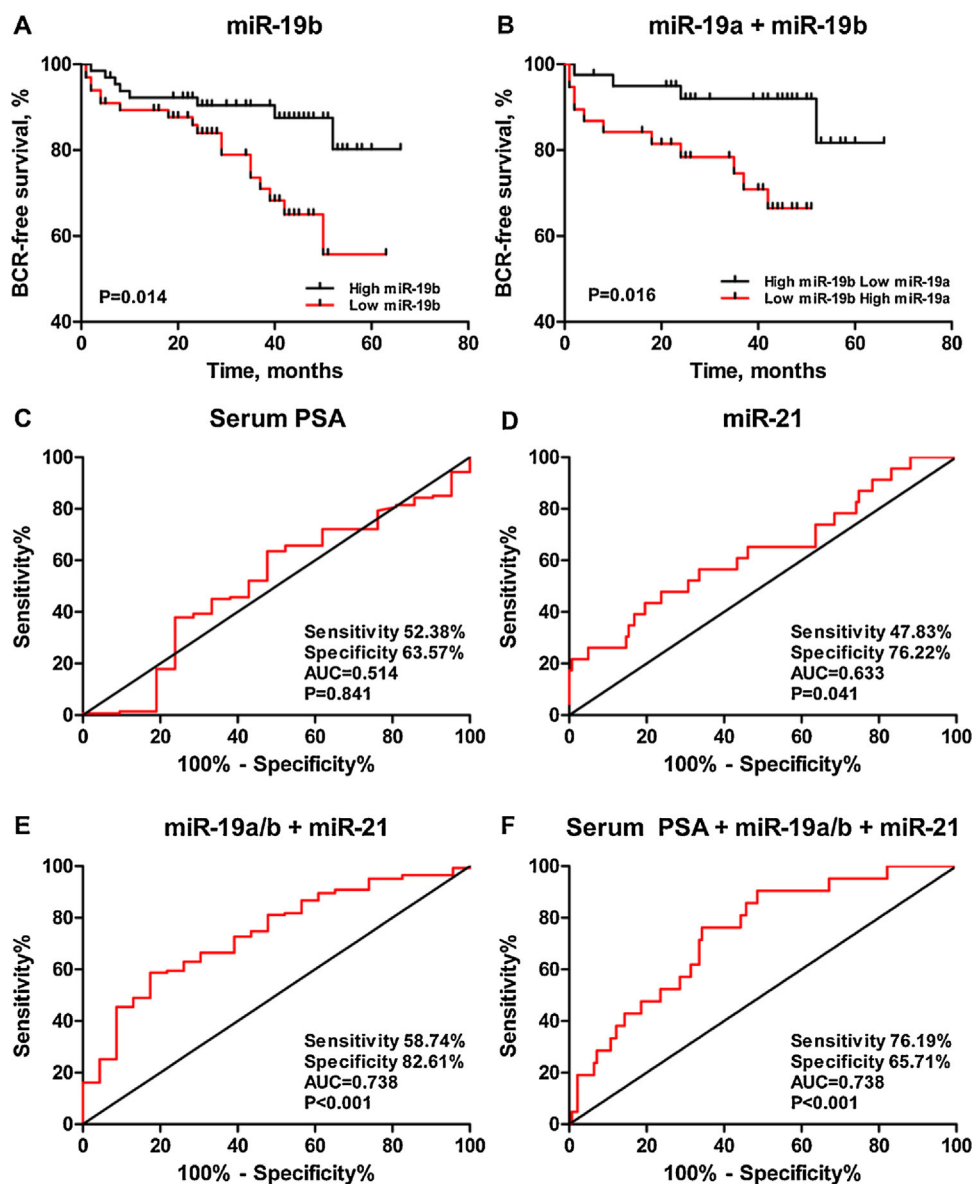 A
miR-19b
BCR-free survival, %
100
80
60
40
P=0.014
High miR-19b
Low miR-19b
0
20
40
60
80
Time, months
B
miR-19a + miR-19b
BCR-free survival, %
100
80
60
40
P=0.016
High miR-19b Low miR-19a
Low miR-19b High miR-19a
0
20
40
60
80
Time, months
C
Serum PSA
Sensitivity%
100
80
60
40
20
0
Sensitivity 52.38%
Specificity 63.57%
AUC=0.514
P=0.841
0
20
40
60
80
100
100% - Specificity%
D
miR-21
Sensitivity%
100
80
60
40
20
0
Sensitivity 47.83%
Specificity 76.22%
AUC=0.633
P=0.041
0
20
40
60
80
100
100% - Specificity%
E
miR-19a/b + miR-21
Sensitivity%
100
80
60
40
20
0
Sensitivity 58.74%
Specificity 82.61%
AUC=0.738
P<0.001
0
20
40
60
80
100
100% - Specificity%
F
Serum PSA + miR-19a/b + miR-21
Sensitivity%
100
80
60
40
20
0
Sensitivity 76.19%
Specificity 65.71%
AUC=0.738
P<0.001
0
20
40
60
80
100
100% - Specificity%